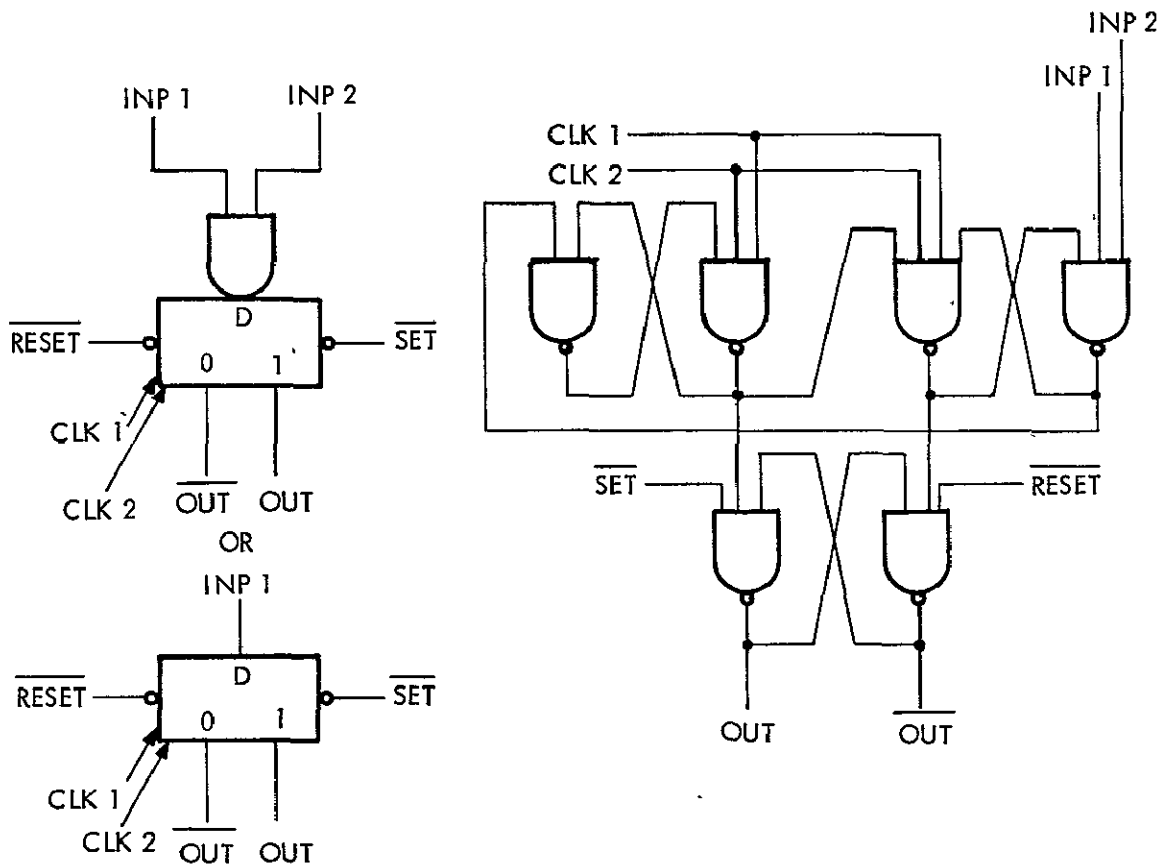 INP 1
INP 2
D
RESET
SET
0
1
CLK 1
CLK 2
OUT
OUT
OR
INP 1
D
RESET
SET
0
1
CLK 1
CLK 2
OUT
OUT
INP 2
INP 1
CLK 1
CLK 2
SET
RESET
OUT
OUT